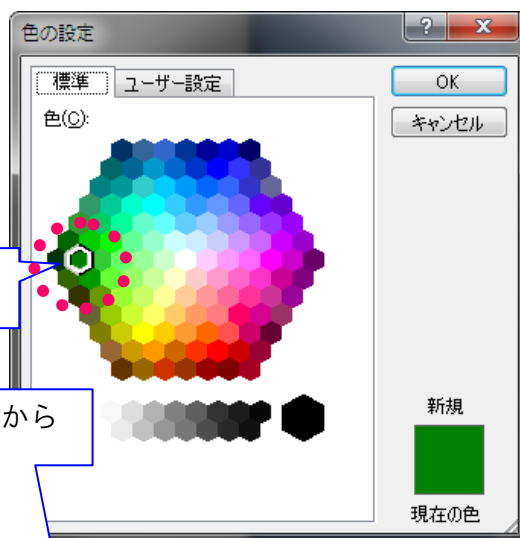 色の設定
? X
標準 ユーザー設定
OK
色(C):
キャンセル
から
新規
現在の色